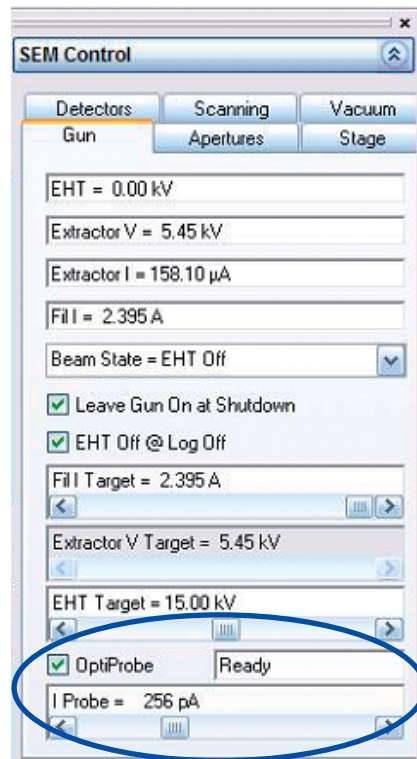 SEM Control
Detectors Scanning Vacuum
Gun Apertures Stage
EHT = 0.00 kV
Extractor V = 5.45 kV
Extractor I = 158.10 µA
Fil I = 2.395 A
Beam State = EHT Off
Leave Gun On at Shutdown
EHT Off @ Log Off
Fil I Target = 2.395 A
Extractor V Target = 5.45 kV
EHT Target = 15.00 kV
OptiProbe Ready
I Probe = 256 pA